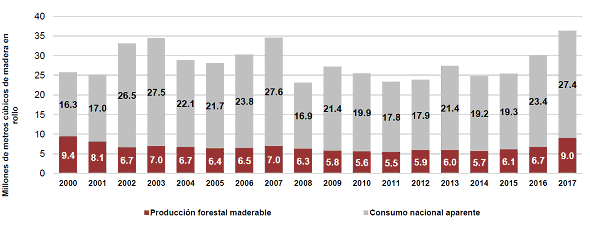 Millones de metros cúbicos de madera en
rollo
40
35
30
25
20
15
10
5
0
16.3 17.0 26.5 27.5 22.1 21.7 23.8 27.6 16.9 21.4 19.9 17.8 17.9 21.4 19.2 19.3 23.4 27.4
9.4 8.1 6.7 7.0 6.7 6.4 6.5 7.0 6.3 5.8 5.6 5.5 5.9 6.0 5.7 6.1 6.7 9.0
2000 2001 2002 2003 2004 2005 2006 2007 2008 2009 2010 2011 2012 2013 2014 2015 2016 2017
Producción forestal maderable Consumo nacional aparente